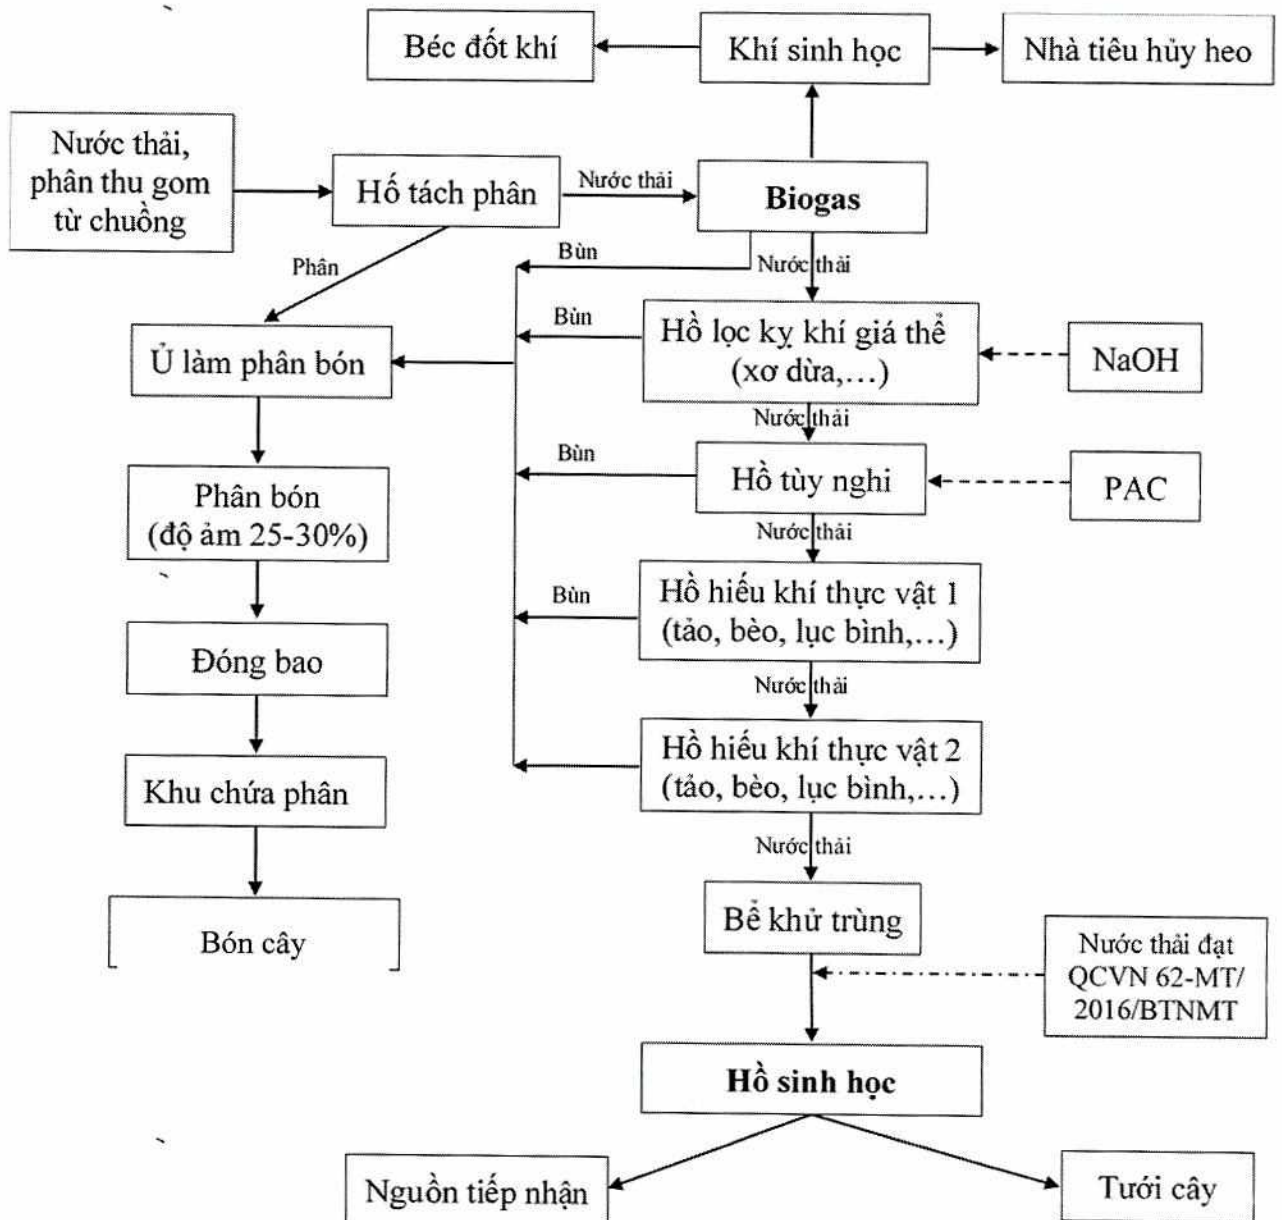 Béc đốt khí
Khí sinh học
Nhà tiêu hủy heo
Nước thải,
phân thu gom
từ chuồng
Hố tách phân
Nước thải
Biogas
Phân
Bùn
Nước thải
Ủ làm phân bón
Bùn
Hồ lọc kỵ khí giá thể
(xơ dừa,...)
NaOH
Nước thải
Phân bón
(độ ẩm 25-30%)
Bùn
Hồ tùy nghi
PAC
Nước thải
Bùn
Hồ hiếu khí thực vật 1
(tảo, bèo, lục bình,...)
Đóng bao
Nước thải
Khu chứa phân
Hồ hiếu khí thực vật 2
(tảo, bèo, lục bình,...)
Nước thải
Bón cây
Bể khử trùng
Nước thải đạt
QCVN 62-MT/
2016/BTNMT
Hồ sinh học
Nguồn tiếp nhận
Tưới cây